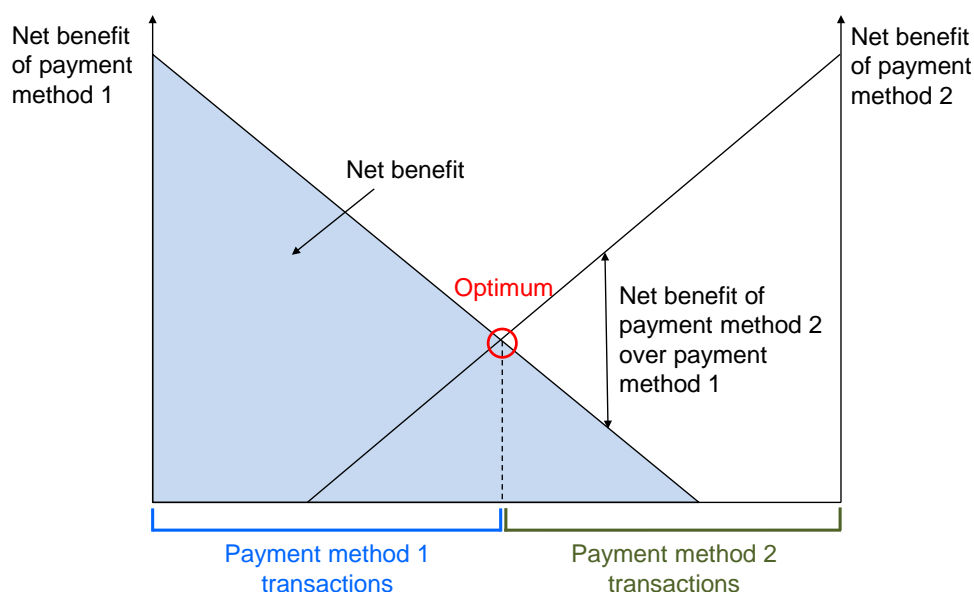 Net benefit
of payment
method 1
Net benefit
of payment
method 2
Net benefit
Optimum
Net benefit of
payment method 2
over payment
method 1
Payment method 1
transactions
Payment method 2
transactions